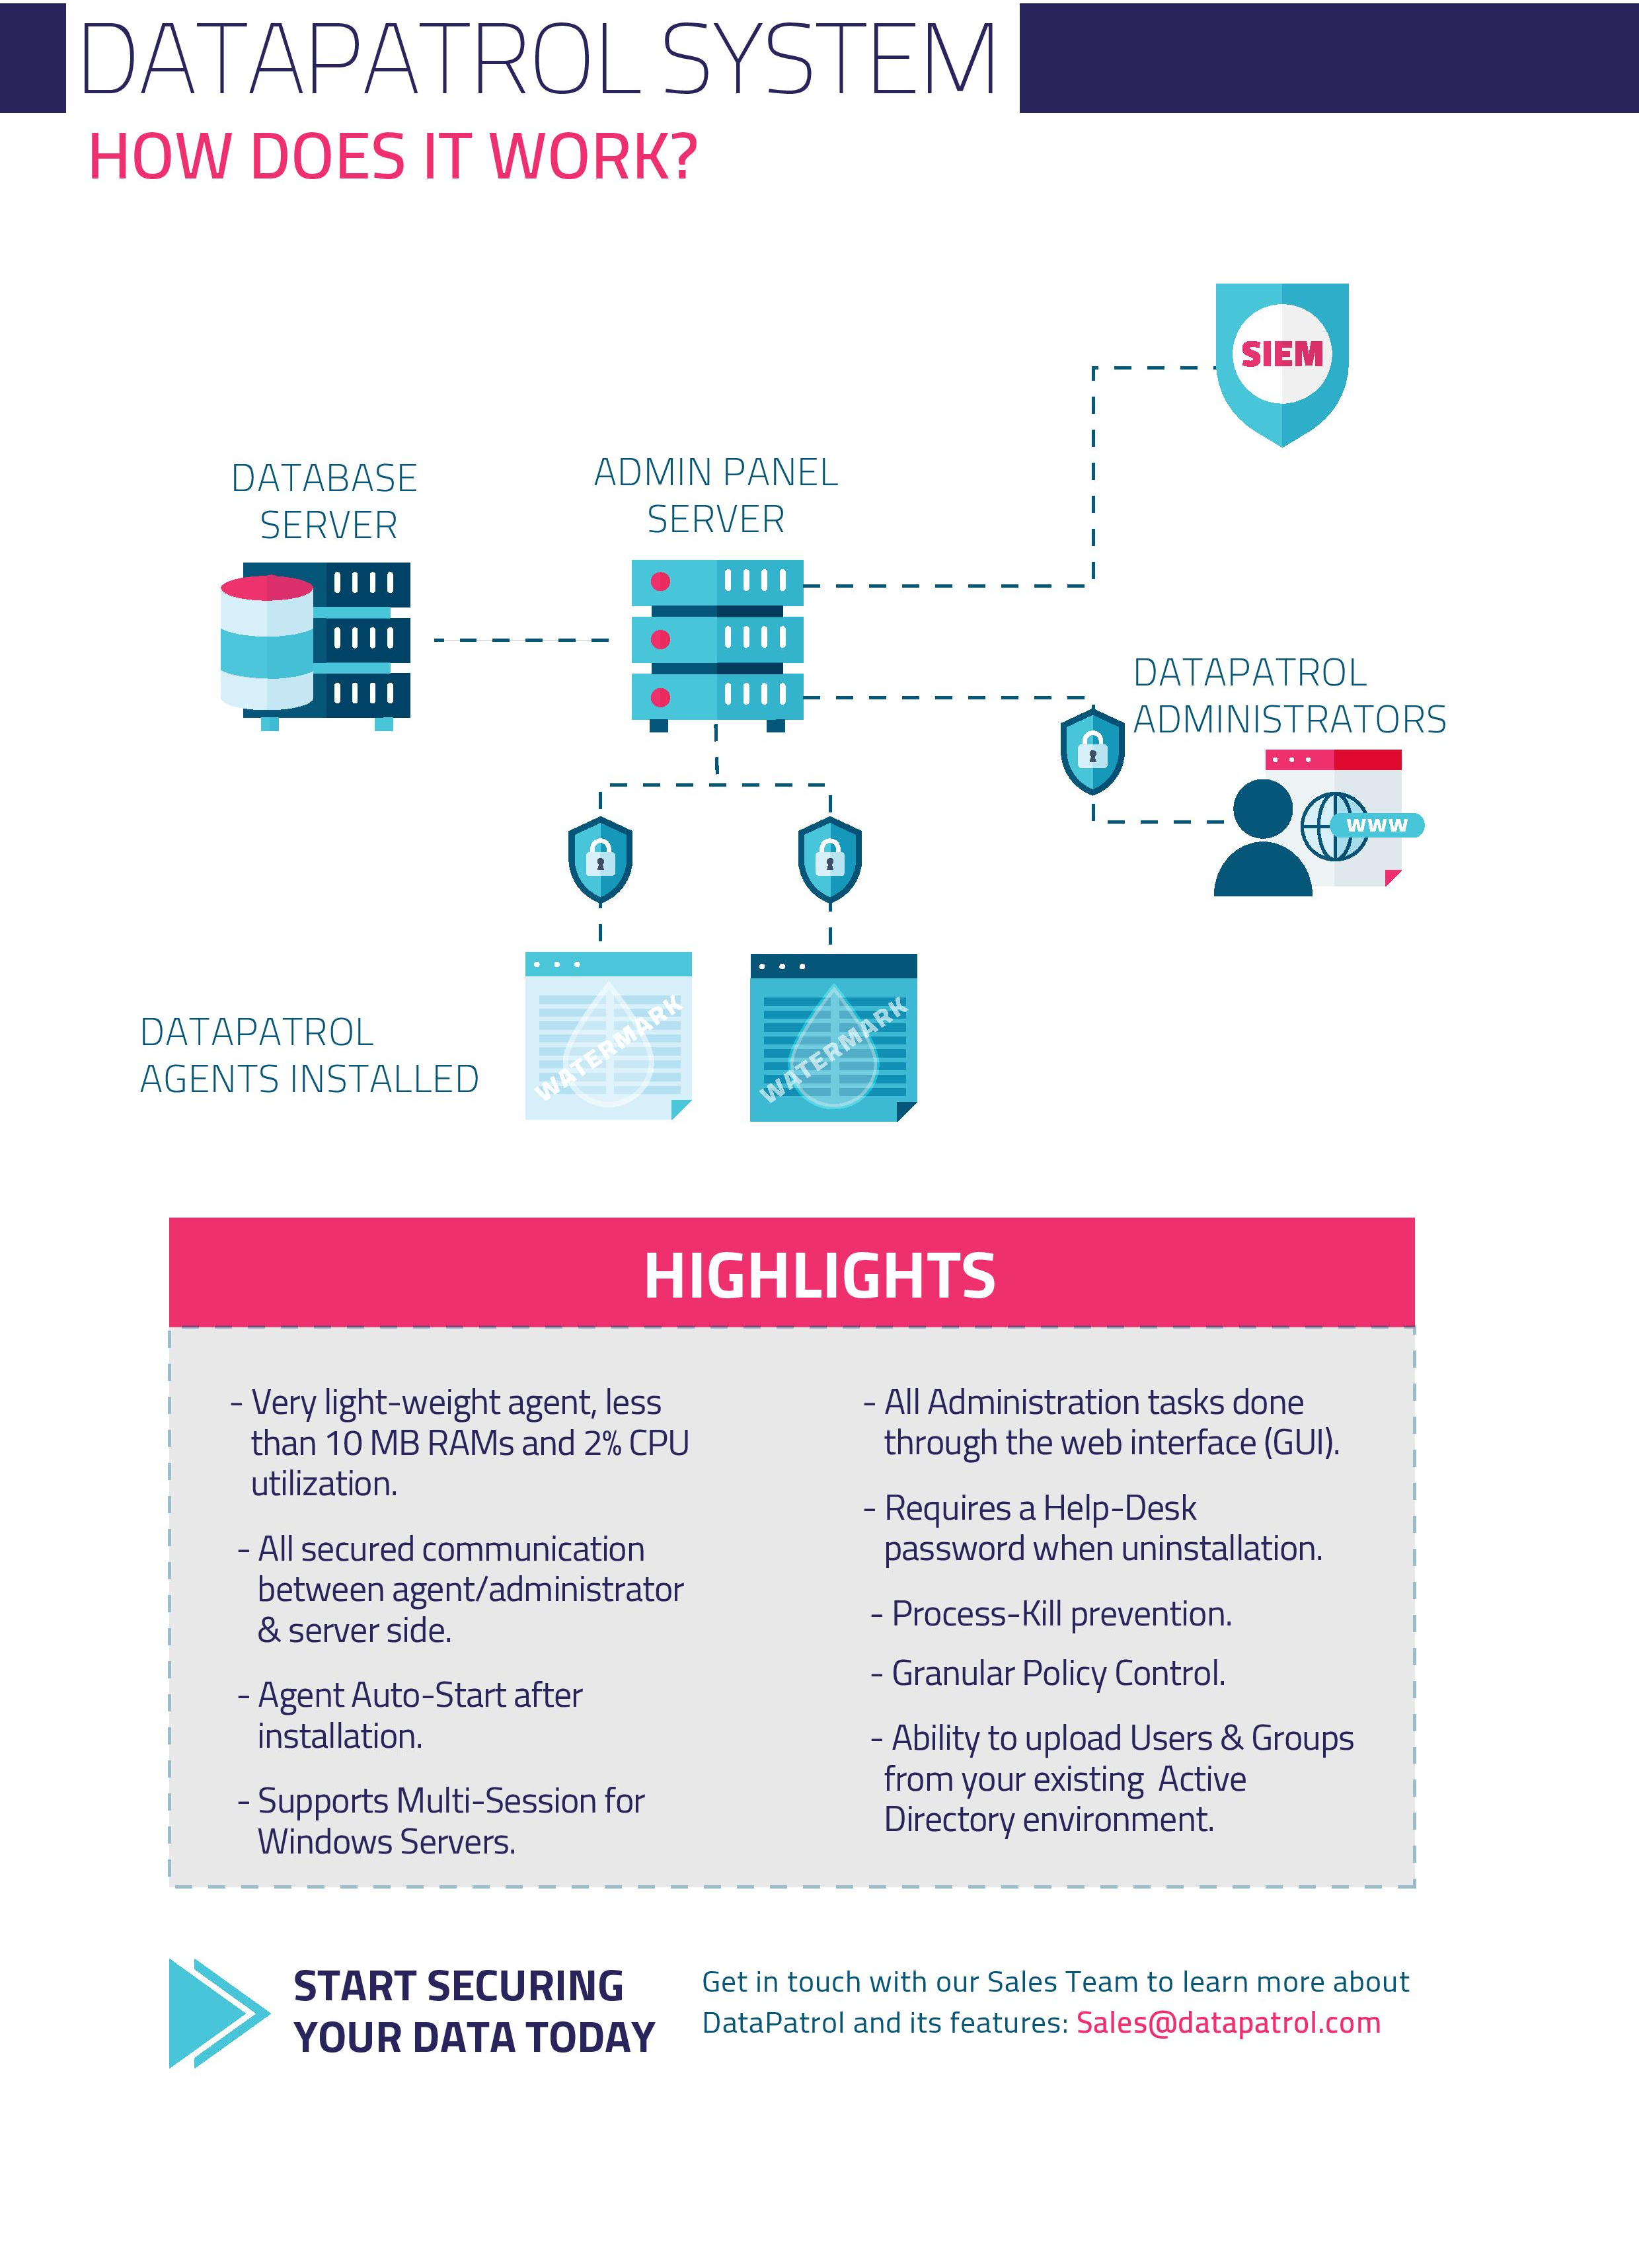 DATAPATROL SYSTEM
HOW DOES IT WORK?
SIEM
DATABASE
SERVER
ADMIN PANEL
SERVER
DATAPATROL
ADMINISTRATORS
www
DATAPATROL
AGENTS INSTALLED
WATERMARK
WATERMARK
HIGHLIGHTS
- Very light-weight agent, less
than 10 MB RAMs and 2% CPU
utilization.
- All secured communication
between agent/administrator
& server side.
- Agent Auto-Start after
installation.
- Supports Multi-Session for
Windows Servers.
- All Administration tasks done
through the web interface (GUI).
- Requires a Help-Desk
password when uninstallation.
- Process-Kill prevention.
- Granular Policy Control.
- Ability to upload Users & Groups
from your existing  Active
Directory environment.
START SECURING
YOUR DATA TODAY
Get in touch with our Sales Team to learn more about
DataPatrol and its features: Sales@datapatrol.com